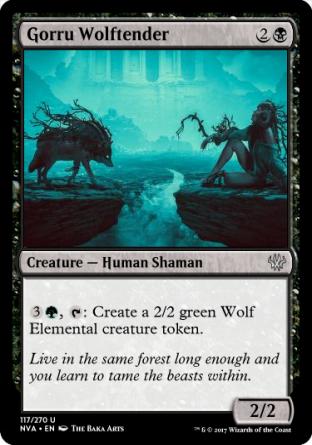 Gorru Wolftender 2
Creature — Human Shaman
3 , : Create a 2/2 green Wolf
Elemental creature token.
Live in the same forest long enough and
you learn to tame the beasts within.
117/270 U
NVA • EN The Baka Arts
™ & © 2017 Wizards of the Coast
2/2